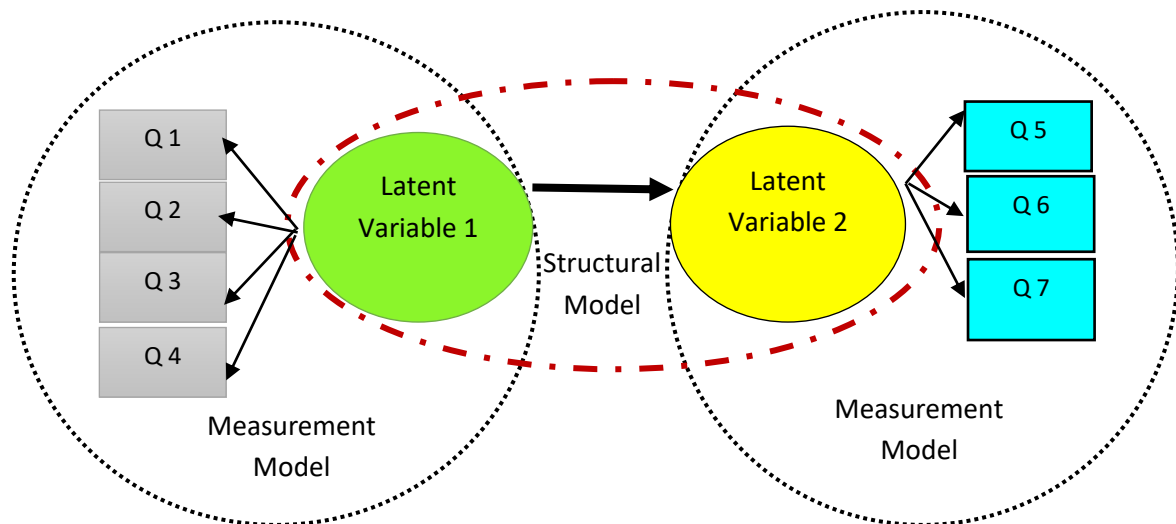 Q 1
Q 2
Q 3
Q 4
Latent
Variable 1
Measurement
Model
Structural
Model
Latent
Variable 2
Q 5
Q 6
Q 7
Measurement
Model